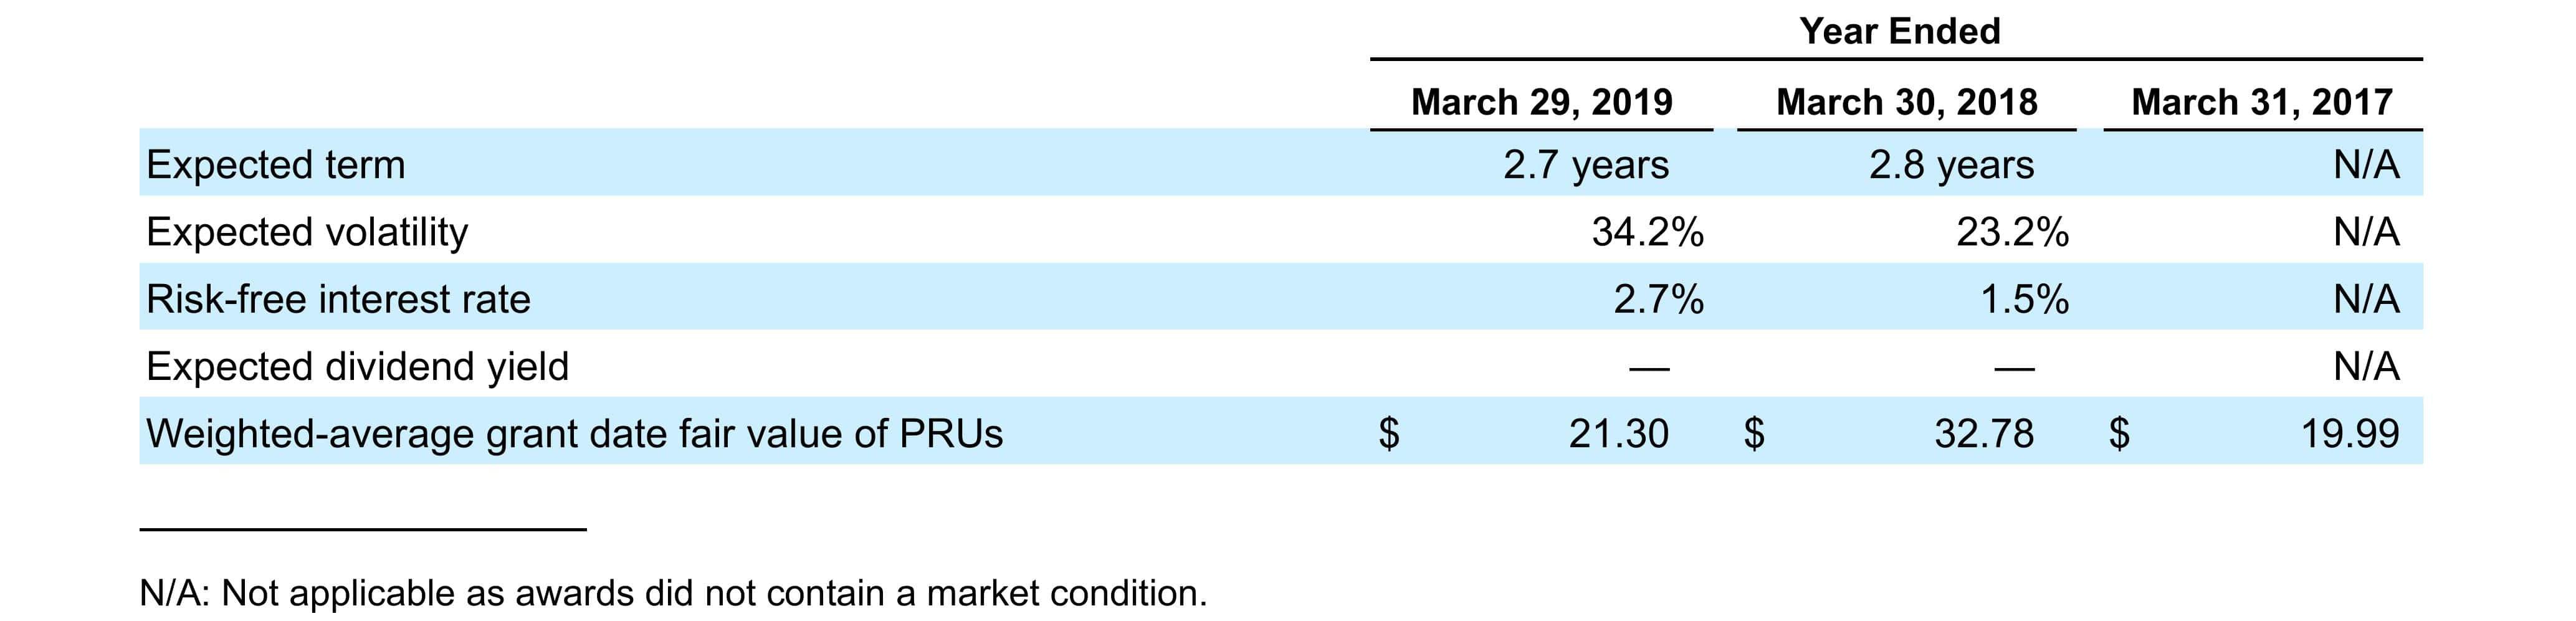 Year Ended
March 29, 2019 March 30, 2018 March 31, 2017
Expected term 2.7 years 2.8 years N/A
Expected volatility 34.2% 23.2% N/A
Risk-free interest rate 2.7% 1.5% N/A
Expected dividend yield — — N/A
Weighted-average grant date fair value of PRUs $ 21.30 $ 32.78 $ 19.99
N/A: Not applicable as awards did not contain a market condition.